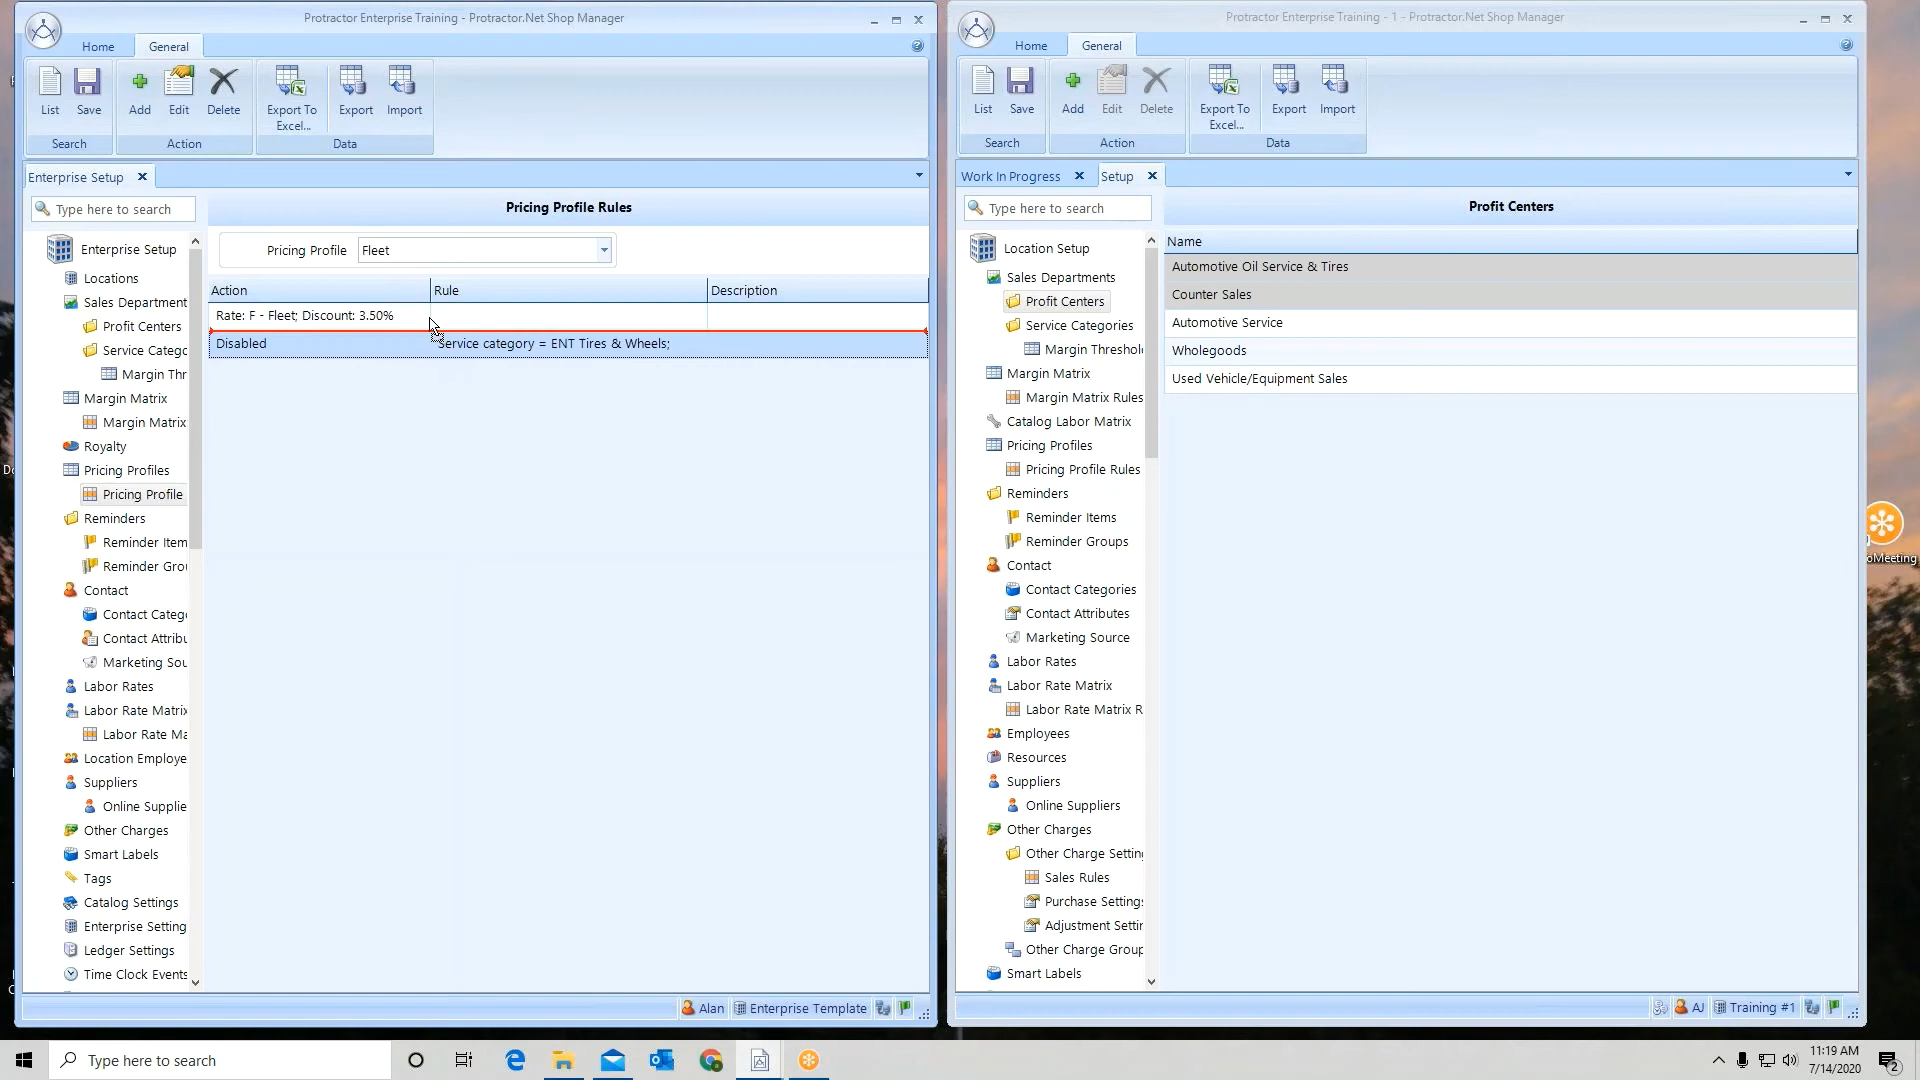 Protractor Enterprise Training - Protractor.Net Shop Manager
Home
General
List
Save
Add
Edit
Delete
Export To
Excel...
Export
Import
Search
Action
Data
Enterprise Setup
Type here to search
Enterprise Setup
Locations
Sales Department
Profit Centers
Service Catego
Margin Thr
Margin Matrix
Margin Matrix
Royalty
Pricing Profiles
Pricing Profile
Reminders
Reminder Item
Reminder Grou
Contact
Contact Catego
Contact Attribu
Marketing Sou
Labor Rates
Labor Rate Matrix
Labor Rate Ma
Location Employe
Suppliers
Online Supplie
Other Charges
Smart Labels
Tags
Catalog Settings
Enterprise Setting
Ledger Settings
Time Clock Events
Pricing Profile Rules
Pricing Profile
Fleet
Action
Rule
Description
Rate: F - Fleet; Discount: 3.50%
Disabled
Service category = ENT Tires & Wheels;
Alan
Enterprise Template
Protractor Enterprise Training - 1 - Protractor.Net Shop Manager
Home
General
List
Save
Add
Edit
Delete
Export To
Excel...
Export
Import
Search
Action
Data
Work In Progress
Setup
Type here to search
Location Setup
Sales Departments
Profit Centers
Service Categories
Margin Threshol
Margin Matrix
Margin Matrix Rules
Catalog Labor Matrix
Pricing Profiles
Pricing Profile Rules
Reminders
Reminder Items
Reminder Groups
Contact
Contact Categories
Contact Attributes
Marketing Source
Labor Rates
Labor Rate Matrix
Labor Rate Matrix R
Employees
Resources
Suppliers
Online Suppliers
Other Charges
Other Charge Setting
Sales Rules
Purchase Settings
Adjustment Settin
Other Charge Group
Smart Labels
Profit Centers
Name
Automotive Oil Service & Tires
Counter Sales
Automotive Service
Wholegoods
Used Vehicle/Equipment Sales
AJ
Training #1
oMeeting
Type here to search
11:19 AM
7/14/2020
2